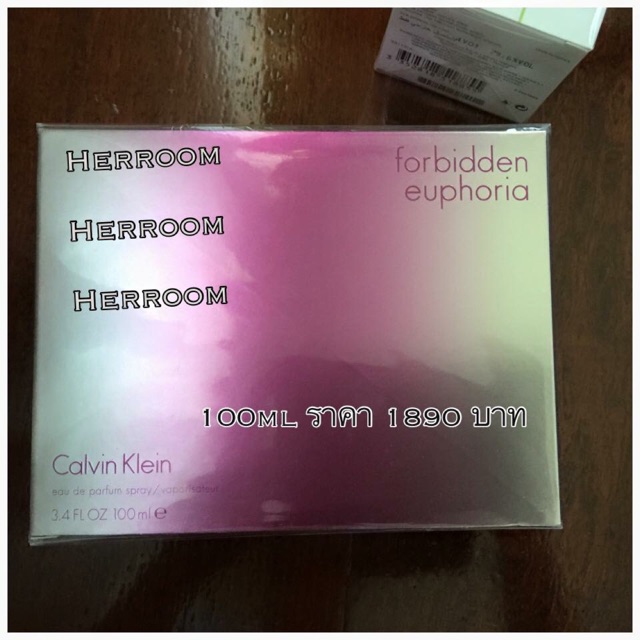 HERROOM
forbidden
euphoria
HERROOM
HERROOM
100ML ราคา 1890 บาท
Calvin Klein
eau de parfum spray/vaporisateur
3.4 FL OZ 100 ml e